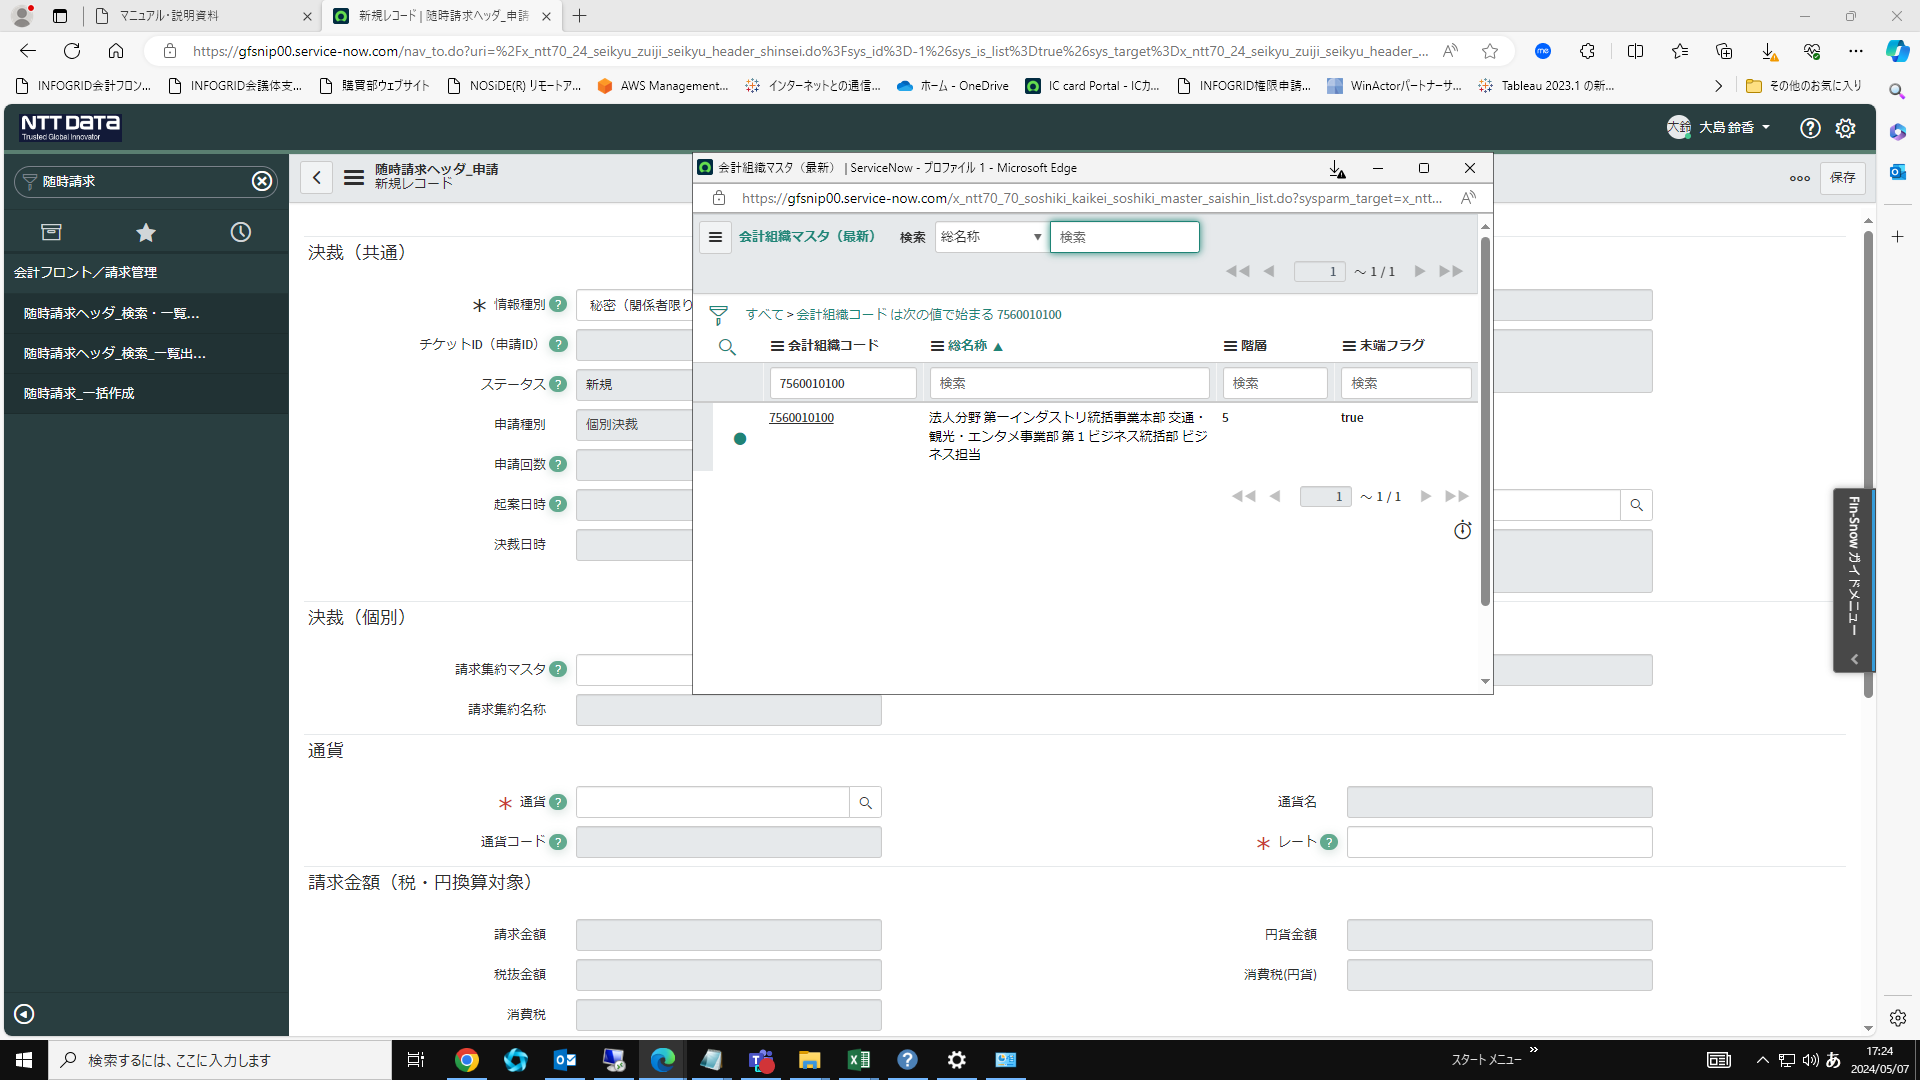 マニュアル・説明資料
新規レコード | 随時請求ヘッダ_申請
https://gfsnip00.service-now.com/nav_to.do?uri=%2Fx_ntt70_24_seikyu_zuiji_seikyu_header_shinsei.do%3Fsys_id%3D-1%26sys_is_list%3Dtrue%26sys_target%3Dx_ntt70_24_seikyu_zuiji_seikyu_header_...
INFOGRID会計フロン...
INFOGRID会議体支...
購買部ウェブサイト
NOSiDE(R) リモートア...
AWS Management...
インターネットとの通信...
ホーム - OneDrive
IC card Portal - ICカ...
INFOGRID権限申請...
WinActorパートナーサ...
Tableau 2023.1 の新...
その他のお気に入り
NTT DATA
Trusted Global Innovator
大鈴
大島 鈴香
随時請求
会計フロント／請求管理
随時請求ヘッダ_検索・一覧...
随時請求ヘッダ_検索_一覧出...
随時請求_一括作成
随時請求ヘッダ_申請
新規レコード
保存
決裁（共通）
情報種別
秘密（関係者限り
チケットID（申請ID）
ステータス
新規
申請種別
個別決裁
申請回数
起案日時
決裁日時
決裁（個別）
請求集約マスタ
請求集約名称
通貨
通貨
通貨名
通貨コード
レート
請求金額（税・円換算対象）
請求金額
円貨金額
税抜金額
消費税(円貨)
消費税
会計組織マスタ（最新） | ServiceNow - プロファイル 1 - Microsoft Edge
https://gfsnip00.service-now.com/x_ntt70_70_soshiki_kaikei_soshiki_master_saishin_list.do?sysparm_target=x_ntt...
会計組織マスタ（最新）
検索
総名称
検索
1
～ 1 / 1
すべて > 会計組織コード は次の値で始まる 7560010100
会計組織コード
総名称
階層
末端フラグ
7560010100
検索
検索
検索
7560010100
法人分野 第一インダストリ統括事業本部 交通・
観光・エンタメ事業部 第１ビジネス統括部 ビジ
ネス担当
5
true
1
～ 1 / 1
Fin-Snow ガイドメニュー
検索するには、ここに入力します
スタート メニュー
あ
17:24
2024/05/07